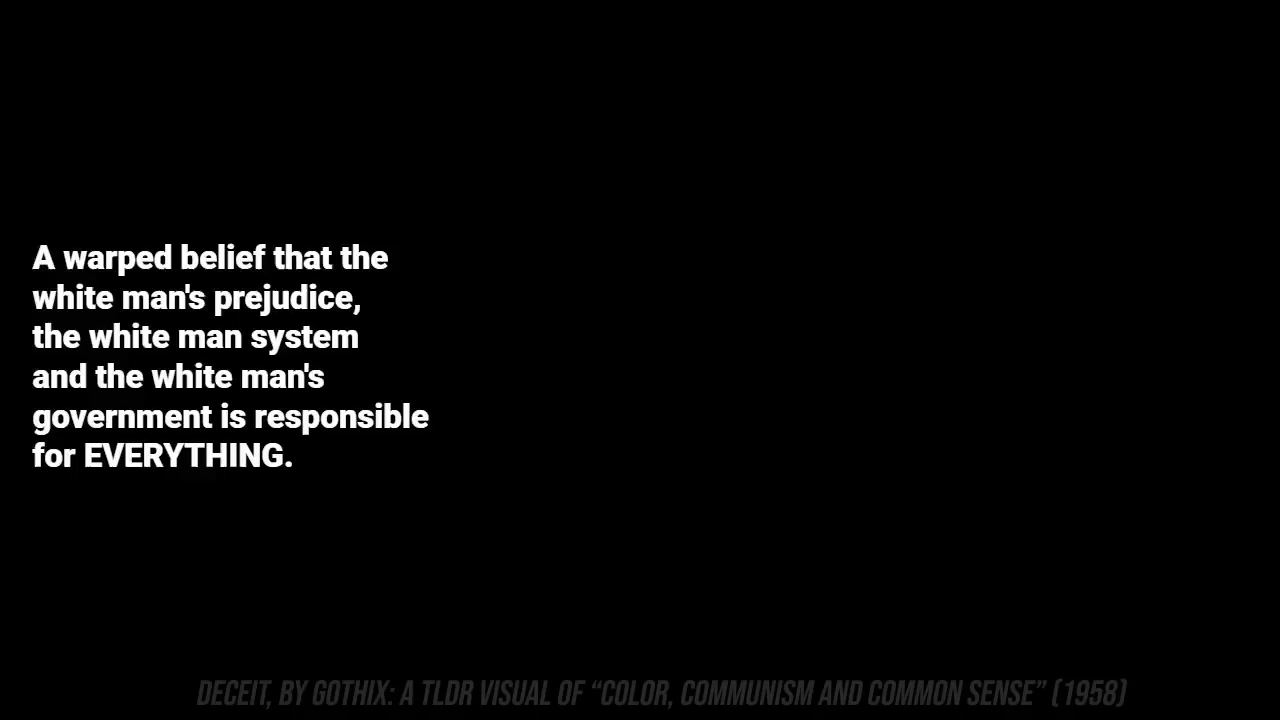 A warped belief that the
white man's prejudice,
the white man system
and the white man's
government is responsible
for EVERYTHING.
DECEIT, BY GOTHIX: A TLDR VISUAL OF “COLOR, COMMUNISM AND COMMON SENSE” (1958)